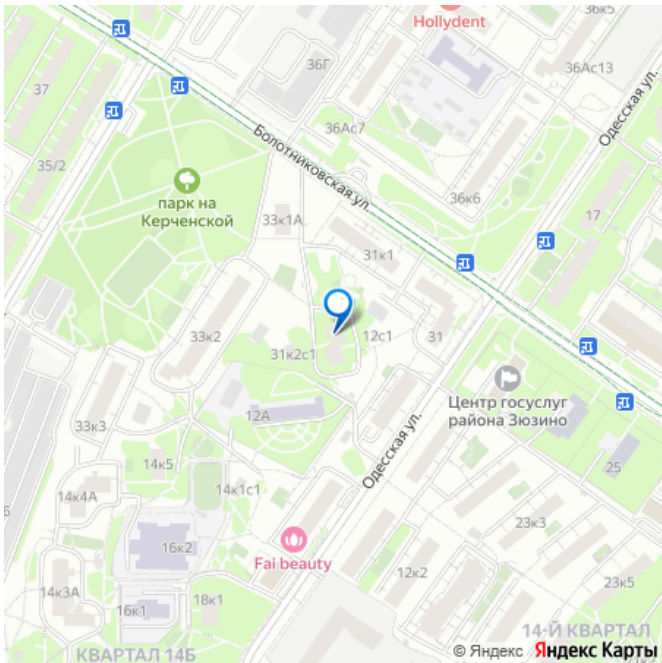 Hollydent
36к5
36Г
36Ас13
37
Одесская ул.
36Ас7
Болотниковская ул.
35/2
парк на
Керченской
36к6
33к1А
17
31к1
33к2
12с1
31
31к2с1
Центр госуслуг
района Зюзино
12А
33к3
14к5
Одесская ул.
25
14к4А
14к1с1
23к3
16к2
Fai beauty
12к2
23к5
14к3А
18к1
16к1
14-Й КВАРТАЛ
КВАРТАЛ 14Б
© Яндекс Яндекс Карты